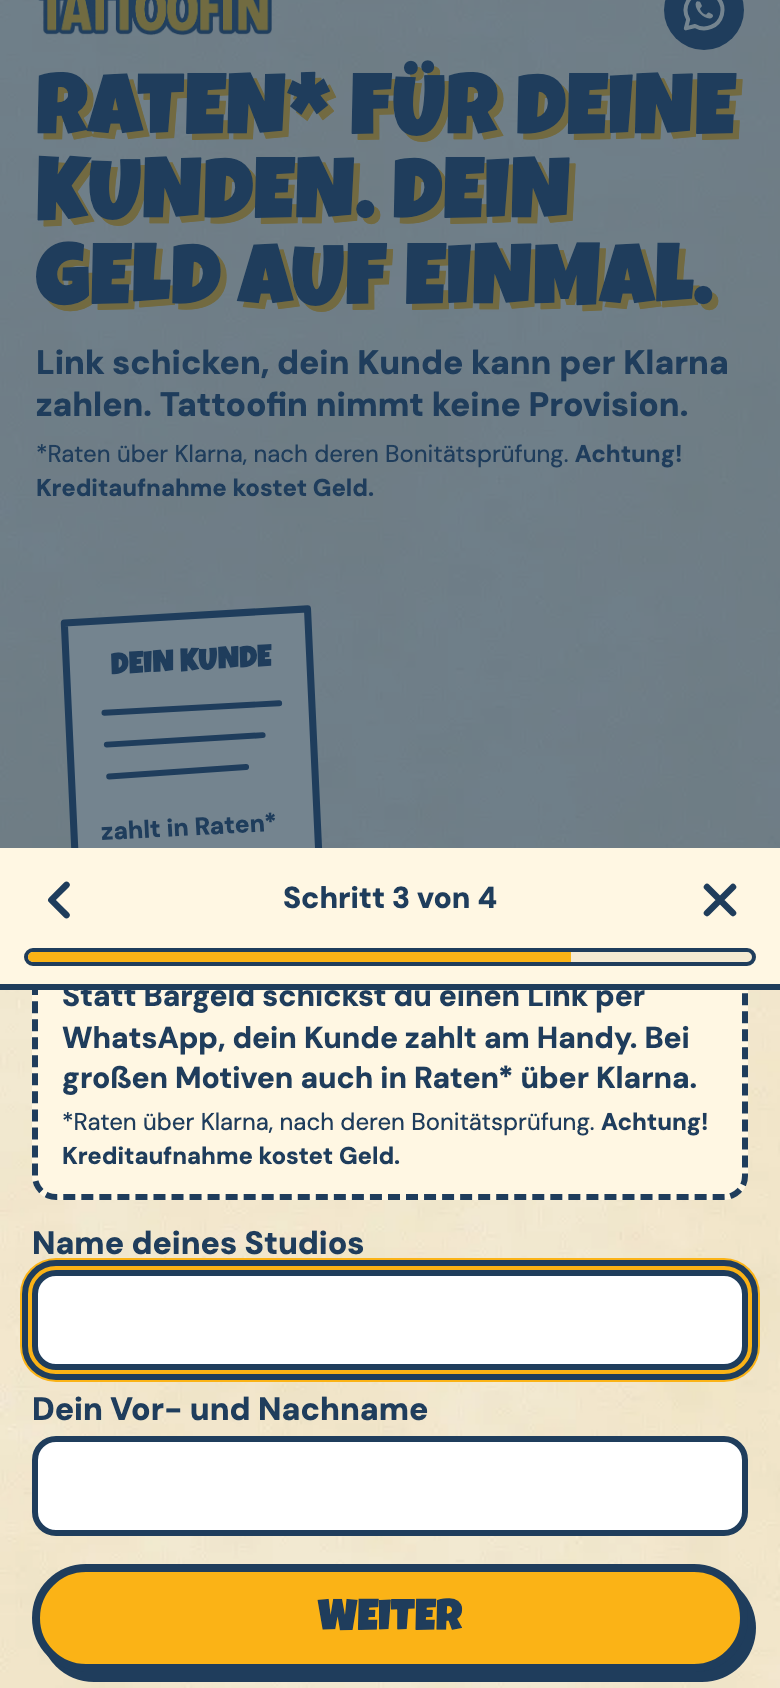 TATTOOFIN
RATEN* FÜR DEINE
KUNDEN. DEIN
GELD AUF EINMAL.
Link schicken, dein Kunde kann per Klarna
zahlen. Tattoofin nimmt keine Provision.
*Raten über Klarna, nach deren Bonitätsprüfung. Achtung!
Kreditaufnahme kostet Geld.
DEIN KUNDE
zahlt in Raten*
Schritt 3 von 4
Statt Bargeld schickst du einen Link per
WhatsApp, dein Kunde zahlt am Handy. Bei
großen Motiven auch in Raten* über Klarna.
*Raten über Klarna, nach deren Bonitätsprüfung. Achtung!
Kreditaufnahme kostet Geld.
Name deines Studios
Dein Vor- und Nachname
WEITER